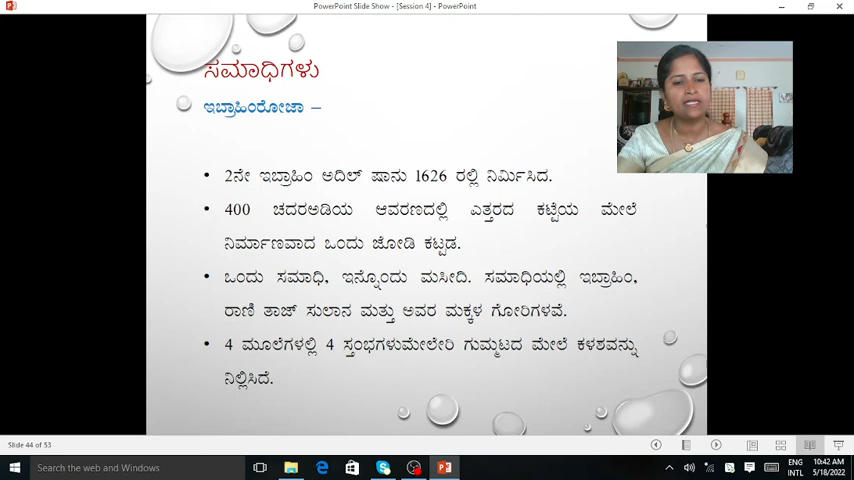 PowerPoint Slide Show - [Session 4] - PowerPoint
ಸಮಾಧಿಗಳು
ಇಬ್ರಾಹಿಂರೋಜಾ –
• 2ನೇ ಇಬ್ರಾಹಿಂ ಅದಿಲ್ ಷಾನು 1626 ರಲ್ಲಿ ನಿರ್ಮಿಸಿದ.
• 400 ಚದರಅಡಿಯ ಆವರಣದಲ್ಲಿ ಎತ್ತರದ ಕಟ್ಟೆಯ ಮೇಲೆ
ನಿರ್ಮಾಣವಾದ ಒಂದು ಜೋಡಿ ಕಟ್ಟಡ.
• ಒಂದು ಸಮಾಧಿ, ಇನ್ನೊಂದು ಮಸೀದಿ. ಸಮಾಧಿಯಲ್ಲಿ ಇಬ್ರಾಹಿಂ,
ರಾಣಿ ತಾಜ್ ಸುಲಾನ ಮತ್ತು ಅವರ ಮಕ್ಕಳ ಗೋರಿಗಳವೆ.
• 4 ಮೂಲೆಗಳಲ್ಲಿ 4 ಸ್ತಂಭಗಳುಮೇಲೇರಿ ಗುಮ್ಮಟದ ಮೇಲೆ ಕಳಶವನ್ನು
ನಿಲ್ಲಿಸಿದೆ.
Slide 44 of 53
Search the web and Windows
ENG
INTL
10:42 AM
5/18/2022